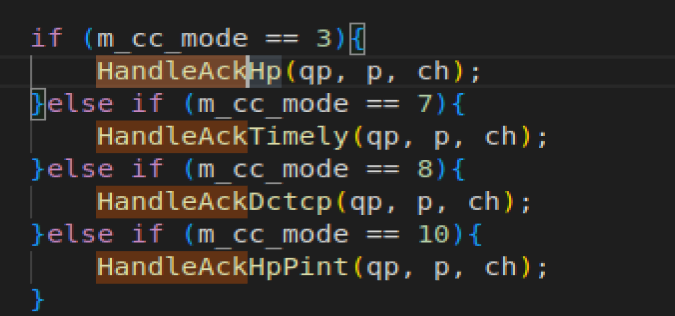 if (m_cc_mode == 3){
HandleAckHp(qp, p, ch);
}else if (m_cc_mode == 7){
HandleAckTimely(qp, p, ch);
}else if (m_cc_mode == 8){
HandleAckDctcp(qp, p, ch);
}else if (m_cc_mode == 10){
HandleAckHpPint(qp, p, ch);
}